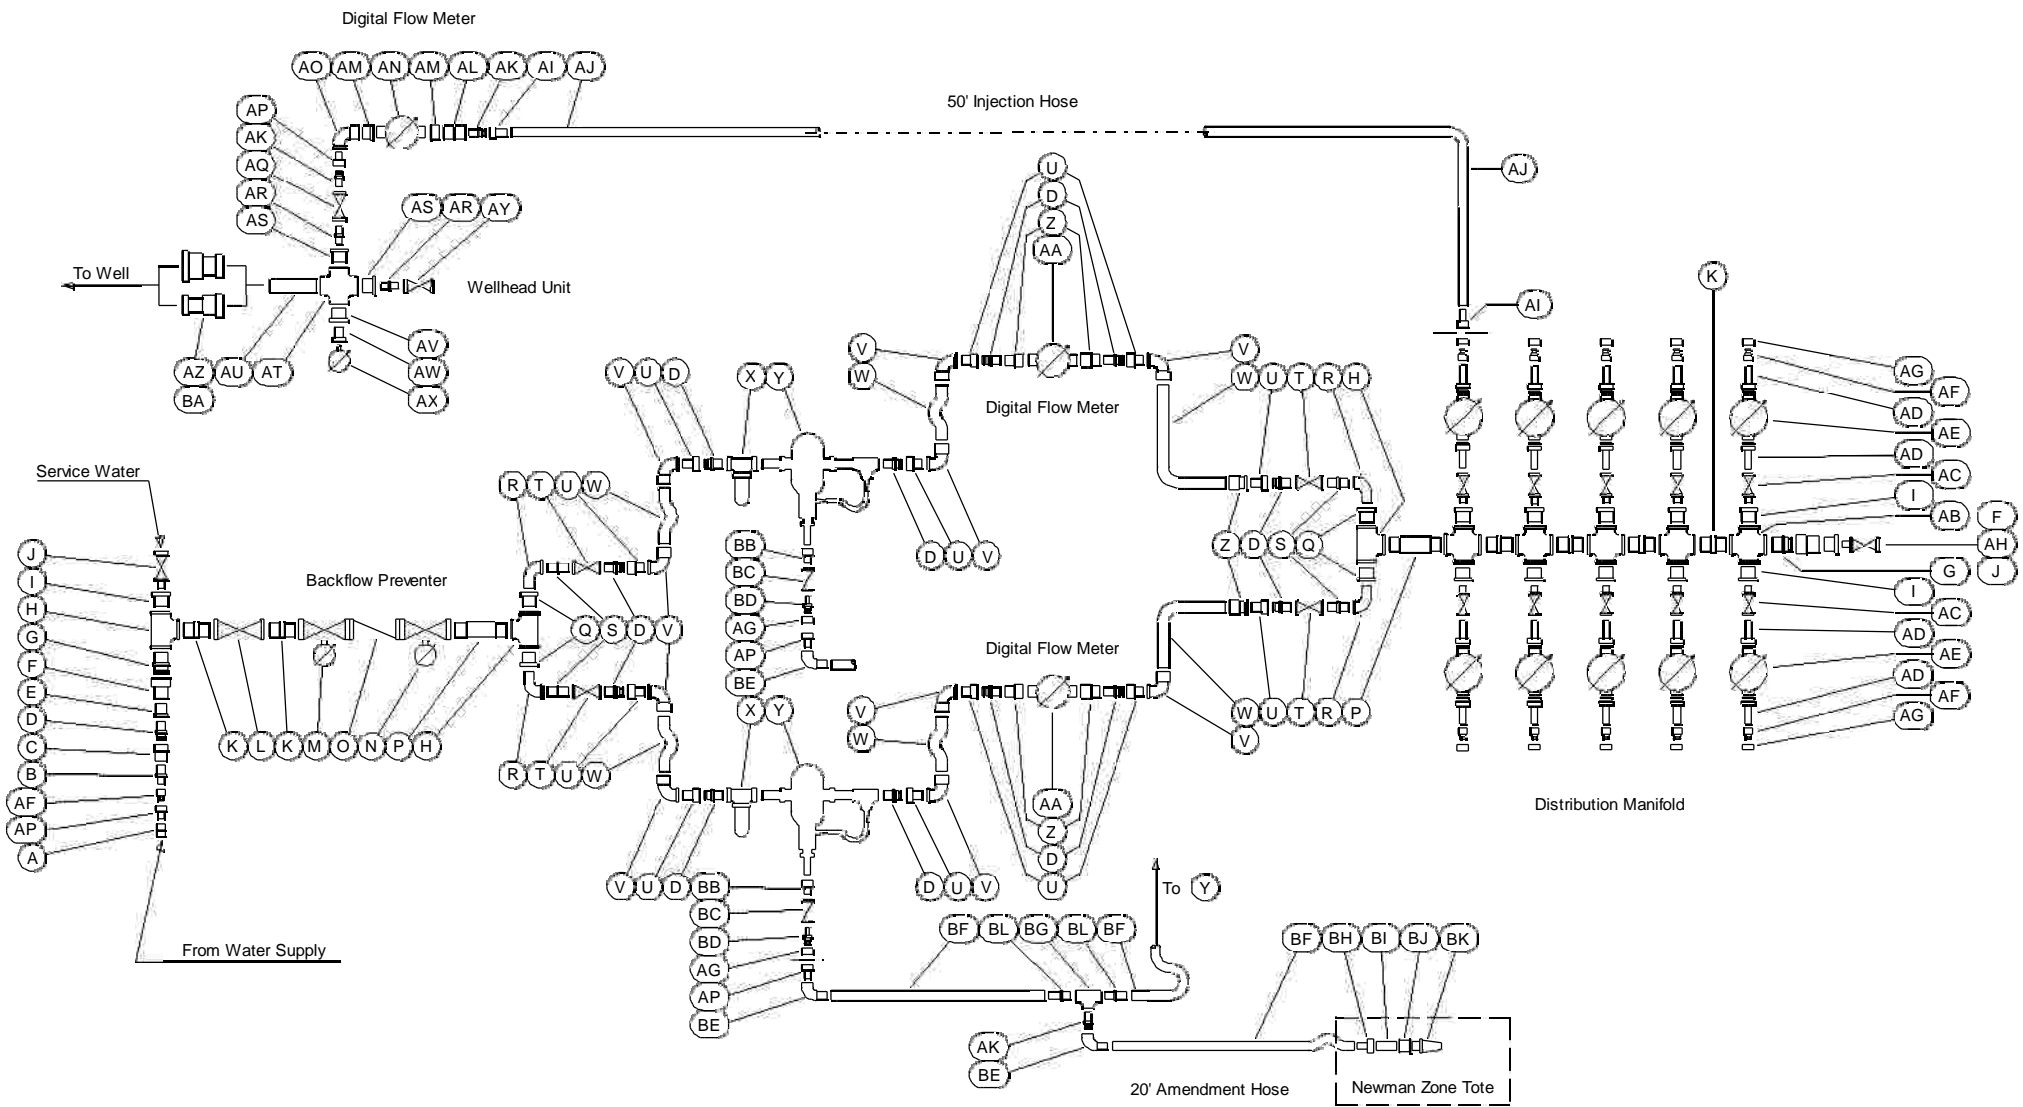 Digital Flow Meter
AO AM AN AM AL AK AI AJ
50' Injection Hose
AP
AK
AQ
AR
AS
AS AR AY
To Well
Wellhead Unit
AZ AU AT
BA
AV
AW
AX
U
D
Z
AA
AJ
AI
K
V
W
Digital Flow Meter
V
W U T R H
V U D
X Y
AG
AF
AD
AE
AD
AC
I
AB
F
AH
J
G
I
AC
AD
AE
AD
AF
AG
Service Water
R T U W
D U V
Z D S Q
J
I
H
G
F
E
D
C
B
AF
AP
A
Backflow Preventer
Q S D V
BB
BC
BD
AG
AP
BE
Digital Flow Meter
K L K M O N P H
R T U W
X Y
V
W
W U T R P
V
Distribution Manifold
AA
Z
D
U
V U D BB
BC
BD
AG
AP
BE
D U V
To Y
From Water Supply
BF BL BG BL BF
BF BH BI BJ BK
AK
BE
20' Amendment Hose
Newman Zone Tote